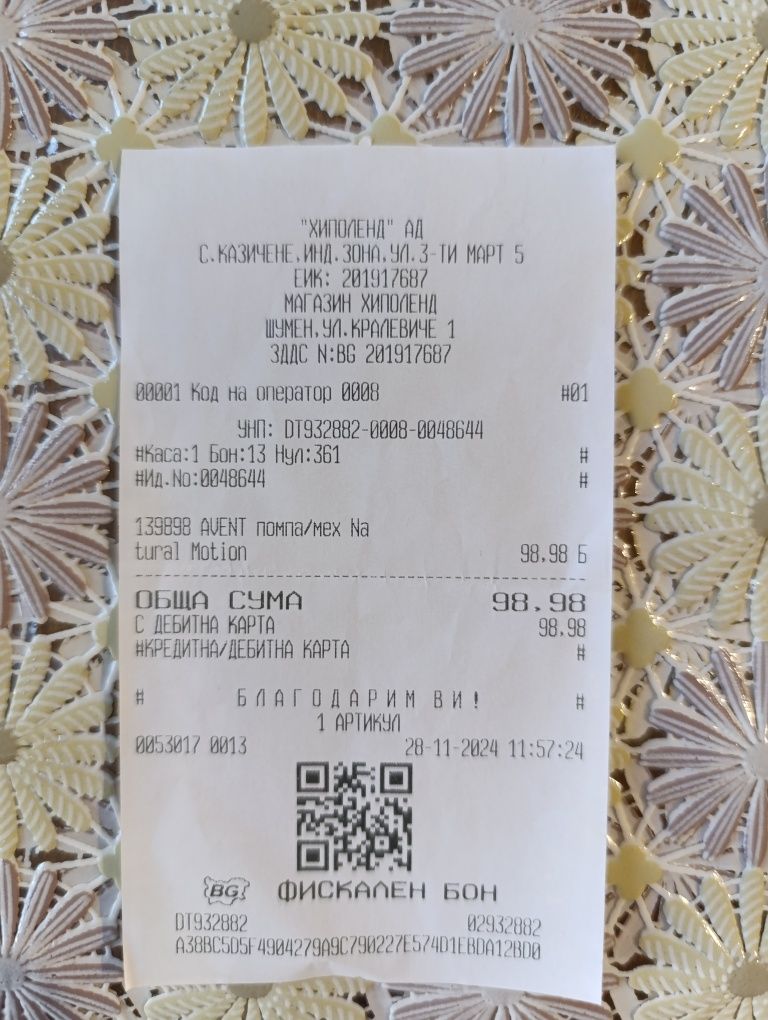 "ХИПОЛЕНД" АД
С.КАЗИЧЕНЕ,ИНД.ЗОНА,УЛ.3-ТИ МАРТ 5
ЕИК: 201917687
МАГАЗИН ХИПОЛЕНД
ШУМЕН,УЛ.КРАЛЕВИЧЕ 1
ЗДДС N:BG 201917687
00001 Код на оператор 0008 #01
УНП: DT932882-0008-0048644
#Каса:1 Бон:13 Нул:361 #
#Ид.No:0048644 #
139898 AVENT помпа/мех Na
tural Motion 98,98 Б
ОБЩА СУМА 98,98
С ДЕБИТНА КАРТА 98,98
#КРЕДИТНА/ДЕБИТНА КАРТА #
# Б Л А Г О Д А Р И М В И ! #
1 АРТИКУЛ
0053017 0013 28-11-2024 11:57:24
BG ФИСКАЛЕН БОН
DT932882 02932882
A38BC5D5F4904279A9C790227E574D1EBDA12BD0